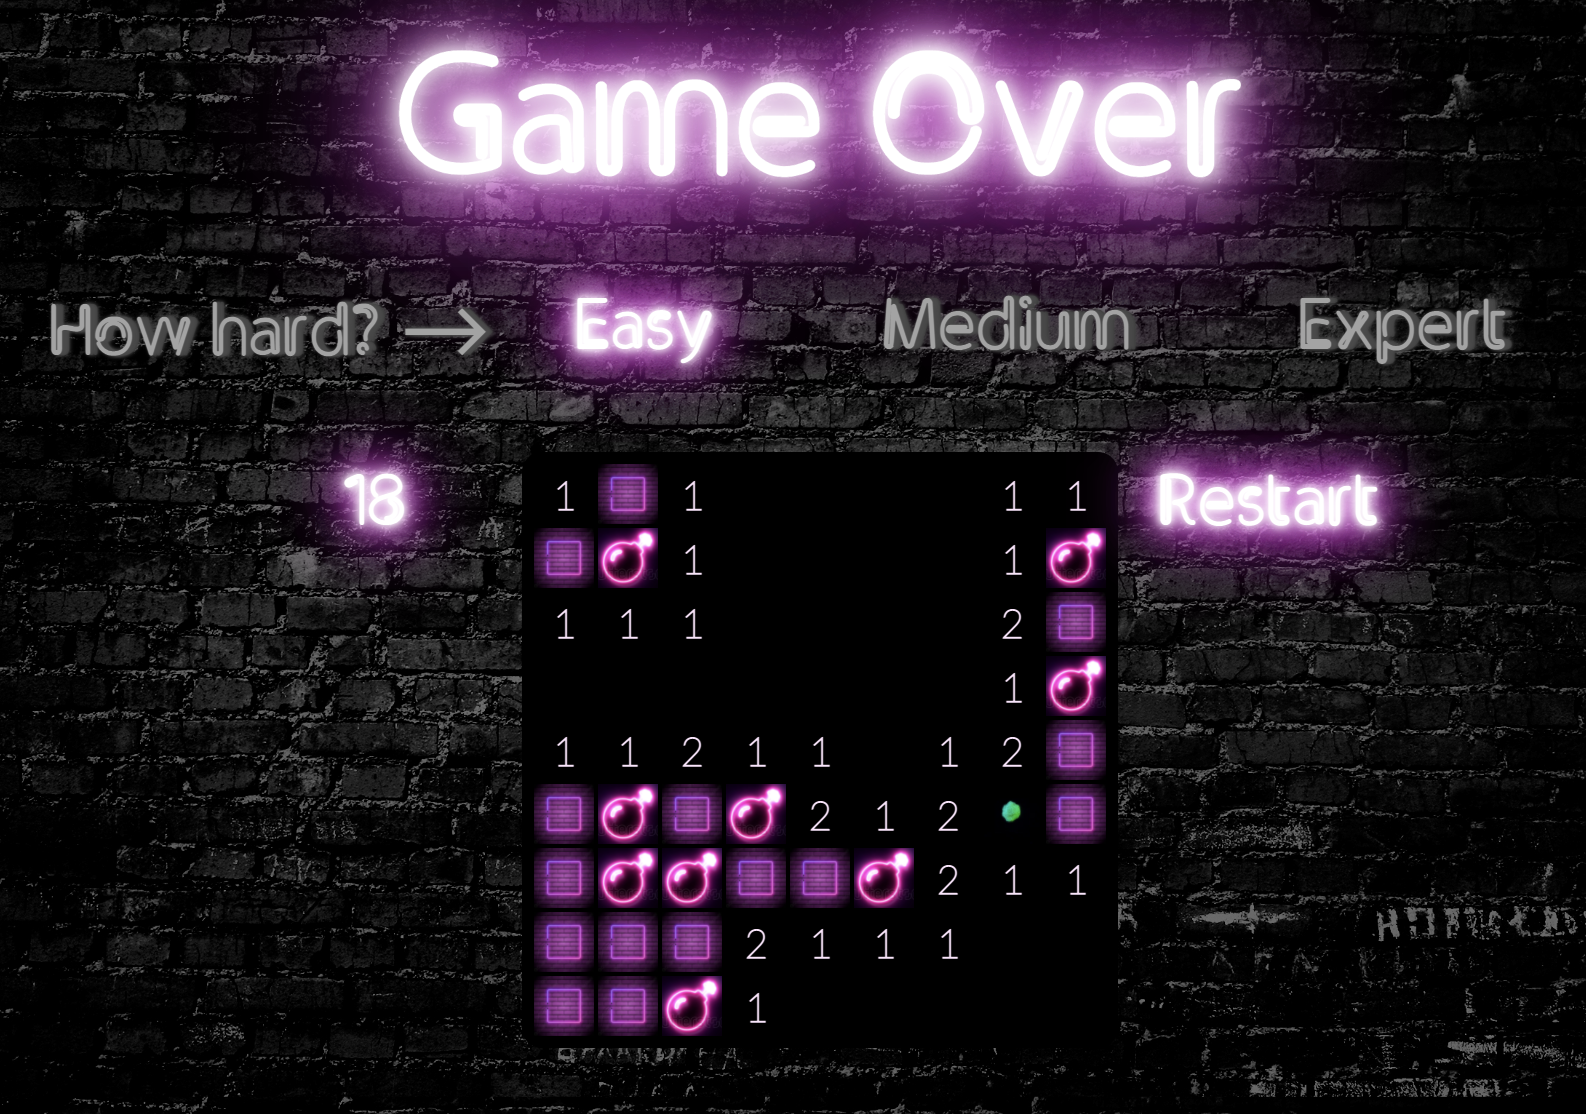 Game Over
How hard? → Easy Medium Expert
18 Restart
1 1 1 1
1 1
1 1 1 2
1
1 1 2 1 1 1 2
2 1 2
2 1 1
2 1 1 1
1